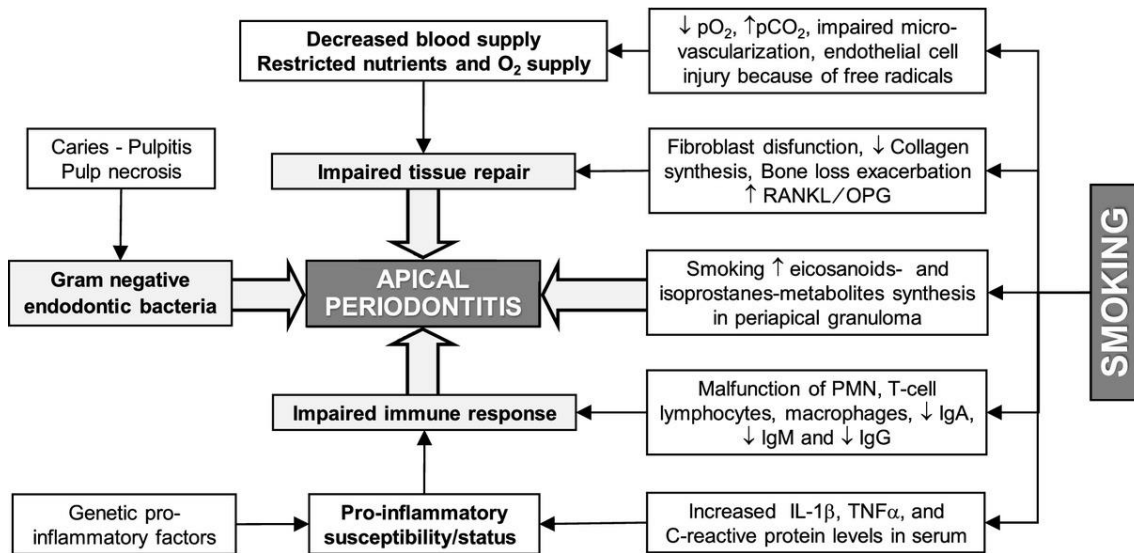 Decreased blood supply
Restricted nutrients and O₂ supply
↓ pO₂, ↑pCO₂, impaired micro-
vascularization, endothelial cell
injury because of free radicals
Caries - Pulpitis
Pulp necrosis
Impaired tissue repair
Fibroblast disfunction, ↓ Collagen
synthesis, Bone loss exacerbation
↑ RANKL/OPG
Gram negative
endodontic bacteria
APICAL
PERIODONTITIS
Smoking ↑ eicosanoids- and
isoprostanes-metabolites synthesis
in periapical granuloma
SMOKING
Impaired immune response
Malfunction of PMN, T-cell
lymphocytes, macrophages, ↓ IgA,
↓ IgM and ↓ IgG
Genetic pro-
inflammatory factors
Pro-inflammatory
susceptibility/status
Increased IL-1β, TNFα, and
C-reactive protein levels in serum